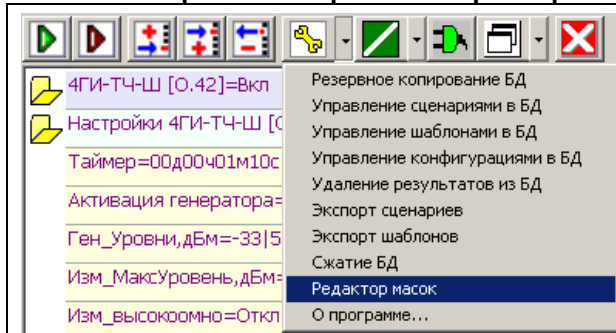 4ГИ-ТЧ-Ш [0.42]=Вкл
Настройки 4ГИ-ТЧ-Ш [
Таймер=00д00ч01м10с
Активация генератора=
Ген_Уровни,дБм=-33|5
Изм_МаксУровень,дБм=
Изм_высокоомно=Откл
Резервное копирование БД
Управление сценариями в БД
Управление шаблонами в БД
Управление конфигурациями в БД
Удаление результатов из БД
Экспорт сценариев
Экспорт шаблонов
Сжатие БД
Редактор масок
О программе...